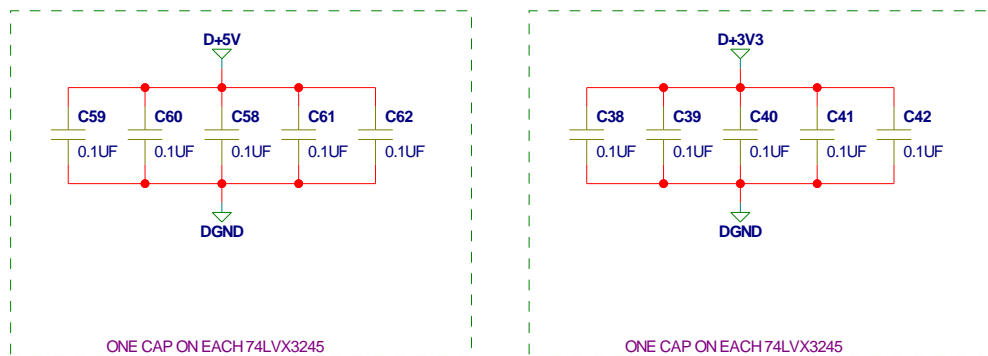 D+5V
C59 C60 C58 C61 C62
0.1UF 0.1UF 0.1UF 0.1UF 0.1UF
DGND
ONE CAP ON EACH 74LVX3245
D+3V3
C38 C39 C40 C41 C42
0.1UF 0.1UF 0.1UF 0.1UF 0.1UF
DGND
ONE CAP ON EACH 74LVX3245